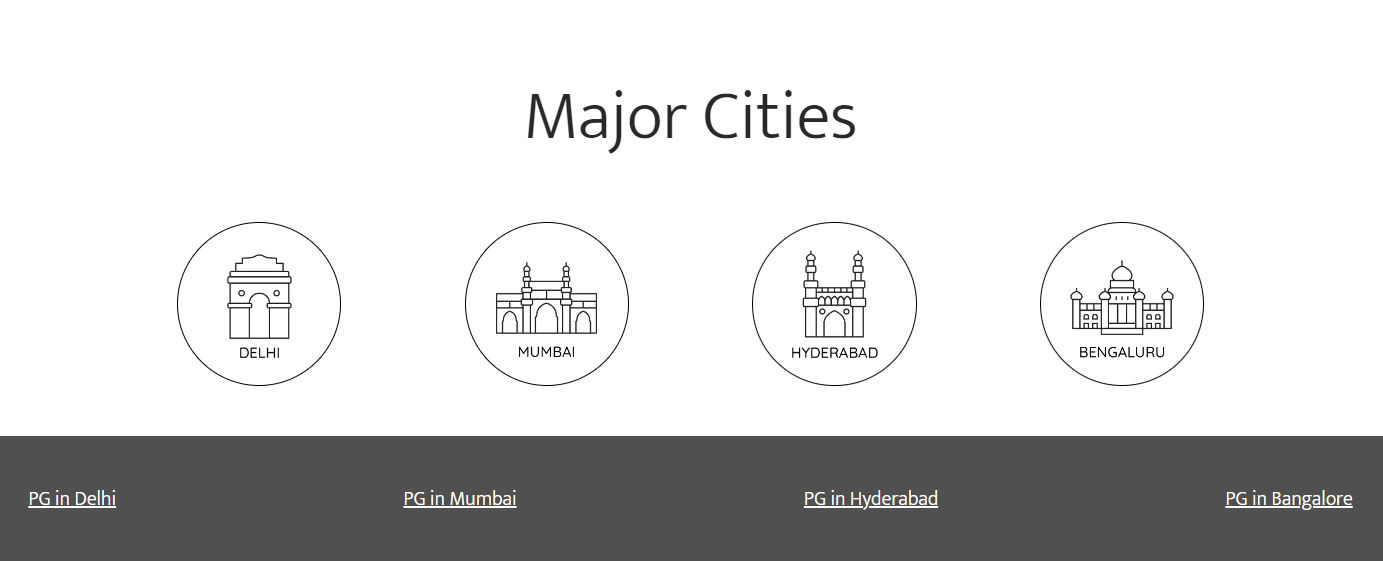 Major Cities
DELHI
MUMBAI
HYDERABAD
BENGALURU
PG in Delhi
PG in Mumbai
PG in Hyderabad
PG in Bangalore